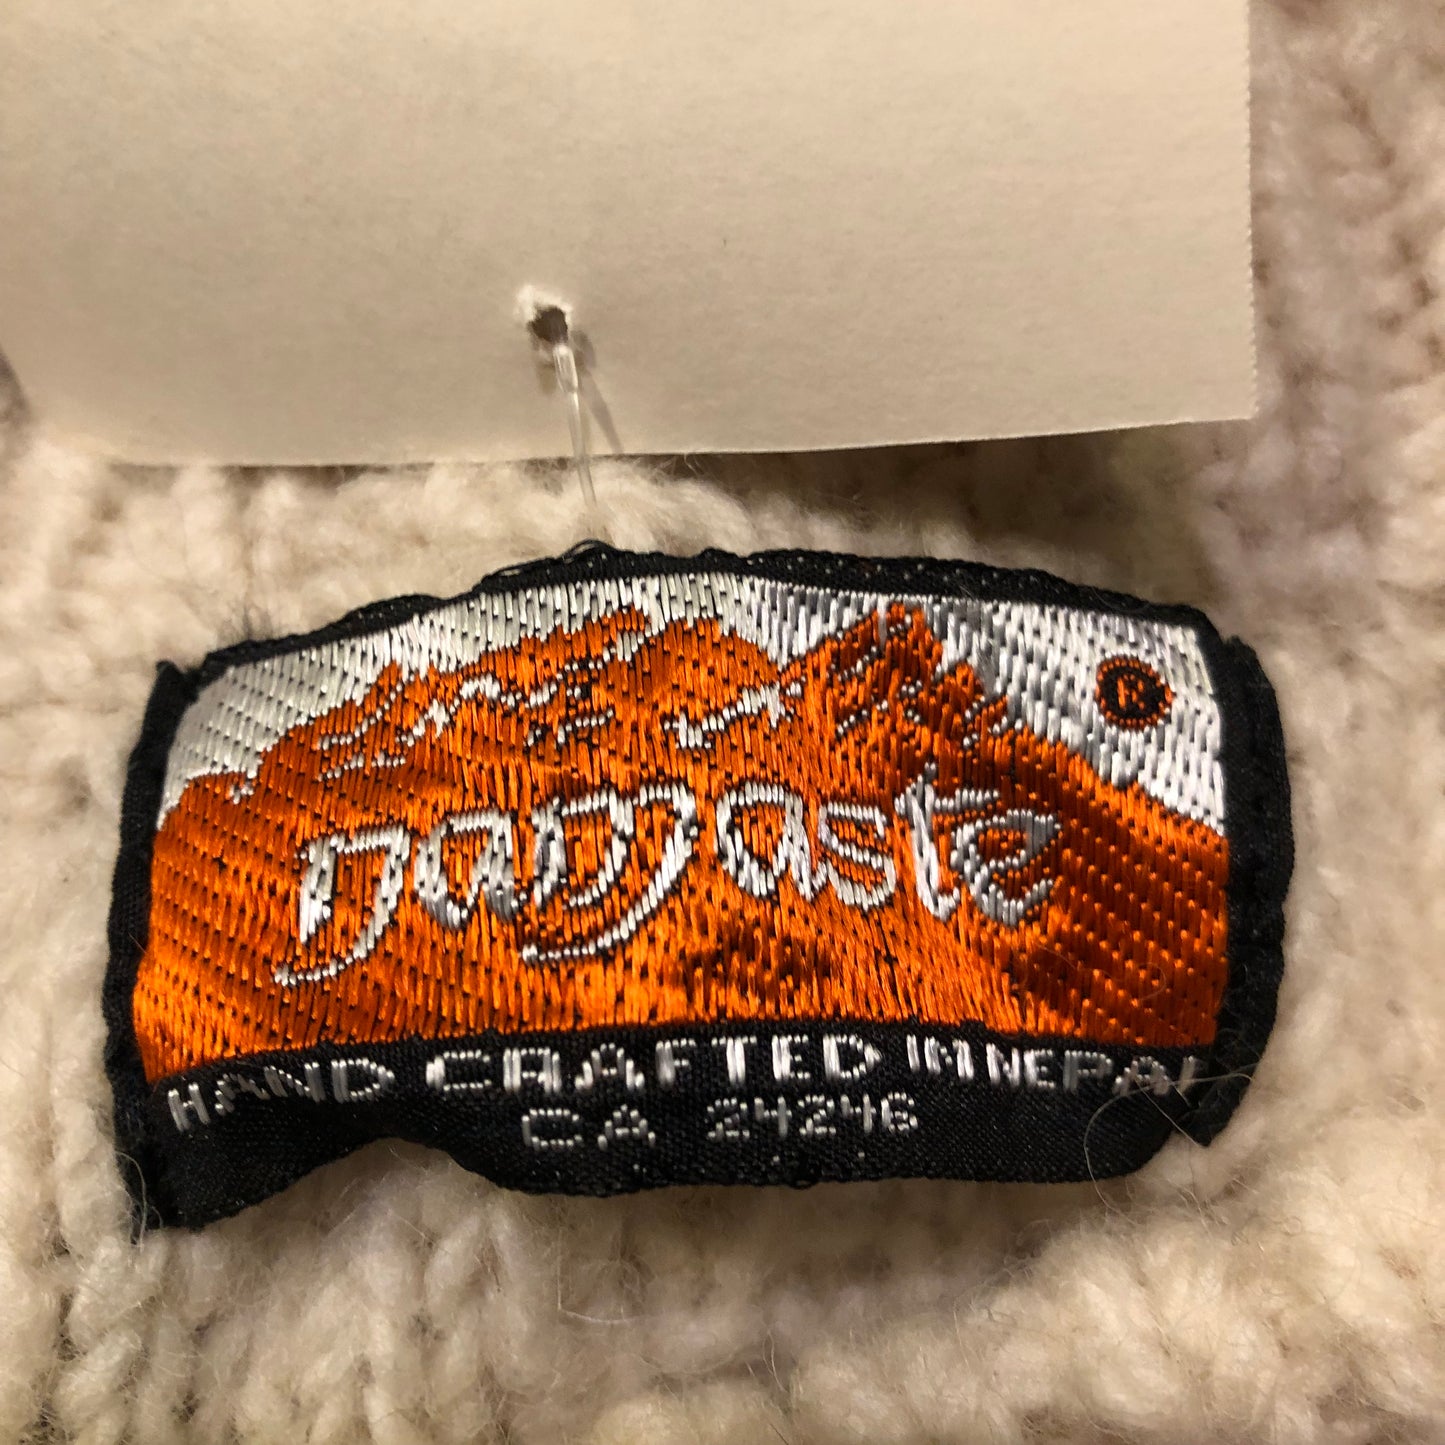 ®
namaste
HAND CRAFTED IN NEPAL
CA 24246